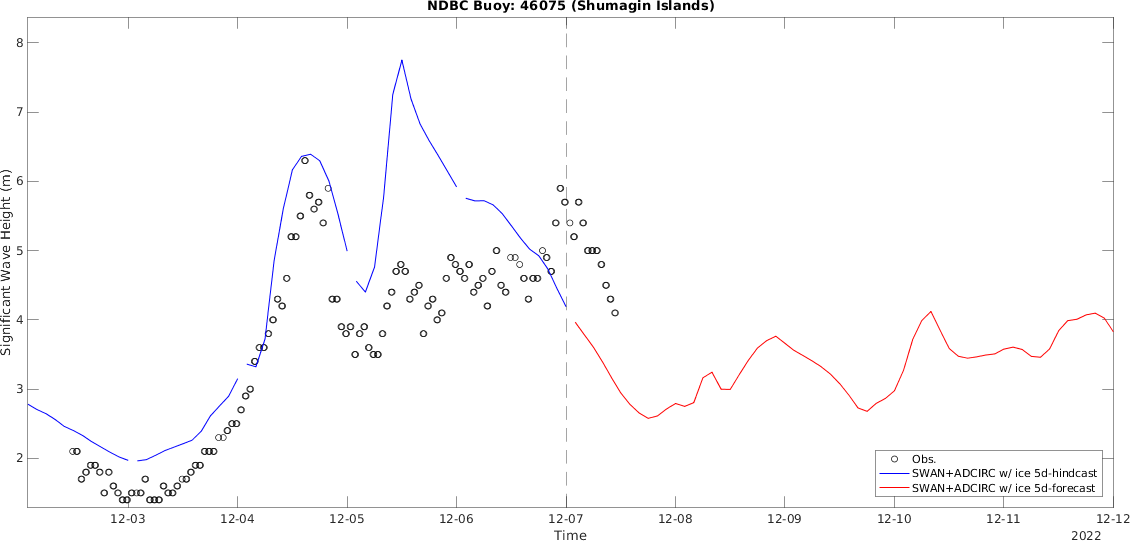 NDBC Buoy: 46075 (Shumagin Islands)
Significant Wave Height (m)
8
7
6
5
4
3
2
Obs.
SWAN+ADCIRC w/ ice 5d-hindcast
SWAN+ADCIRC w/ ice 5d-forecast
12-03 12-04 12-05 12-06 12-07 12-08 12-09 12-10 12-11 12-12
Time
2022